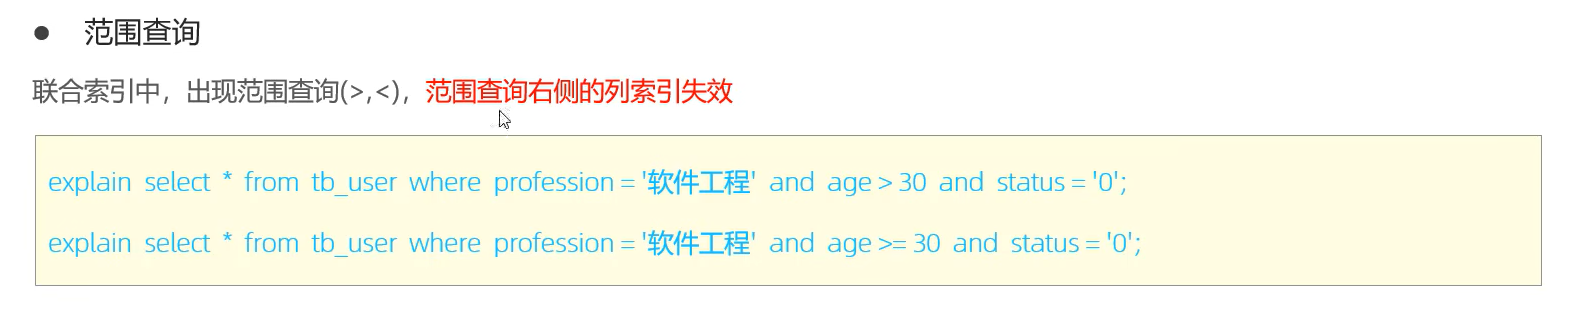 范围查询
联合索引中，出现范围查询(>,<)，范围查询右侧的列索引失效
explain select * from tb_user where profession = '软件工程' and age > 30 and status = '0';
explain select * from tb_user where profession = '软件工程' and age >= 30 and status = '0';